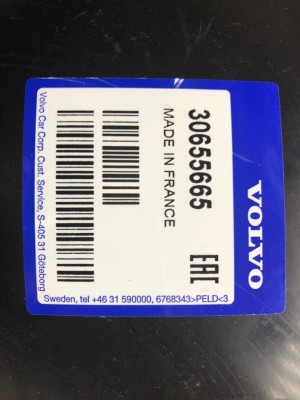 VOLVO
30655665
MADE IN FRANCE
EAC
Volvo Car Corp. Cust. Service, S-405 31 Göteborg
Sweden, tel +46 31 590000, 6768343>PELD<3